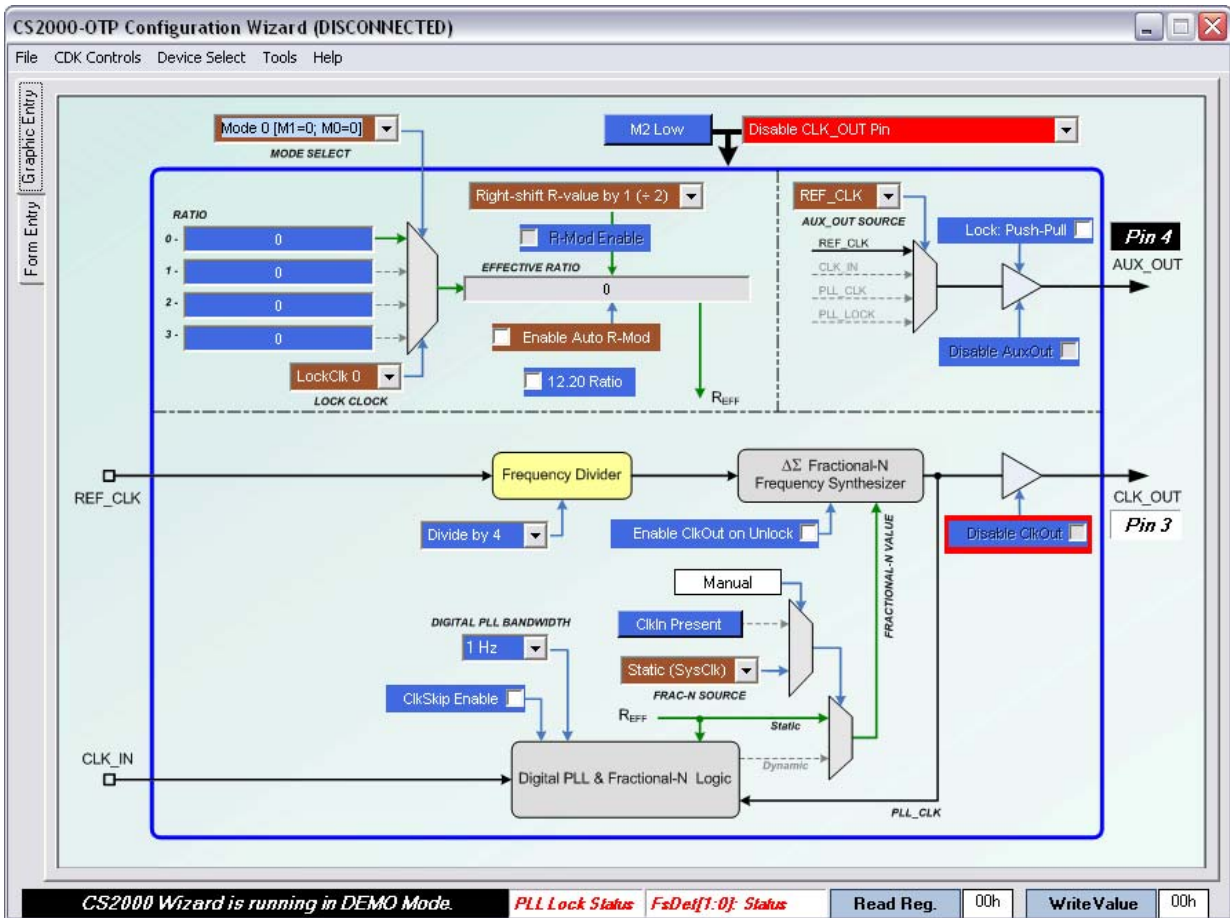 CS2000-OTP Configuration Wizard (DISCONNECTED)
File CDK Controls Device Select Tools Help
Graphic Entry
Form Entry
Mode 0 [M1=0; M0=0]
MODE SELECT
M2 Low
Disable CLK_OUT Pin
RATIO
0 - 0
1 - 0
2 - 0
3 - 0
LockClk 0
LOCK CLOCK
Right-shift R-value by 1 (÷ 2)
R-Mod Enable
EFFECTIVE RATIO
0
Enable Auto R-Mod
12.20 Ratio
REFF
REF_CLK
AUX_OUT SOURCE
REF_CLK
CLK_IN
PLL_CLK
PLL_LOCK
Lock: Push-Pull
Disable AuxOut
Pin 4
AUX_OUT
REF_CLK
Frequency Divider
Divide by 4
ΔΣ Fractional-N
Frequency Synthesizer
Enable ClkOut on Unlock
FRACTIONAL-N VALUE
Disable ClkOut
CLK_OUT
Pin 3
Manual
ClkIn Present
Static (SysClk)
FRAC-N SOURCE
DIGITAL PLL BANDWIDTH
1 Hz
ClkSkip Enable
REFF
Static
Dynamic
CLK_IN
Digital PLL & Fractional-N Logic
PLL_CLK
CS2000 Wizard is running in DEMO Mode.
PLL Lock Status
FsDet[1:0]: Status
Read Reg. 00h
Write Value 00h